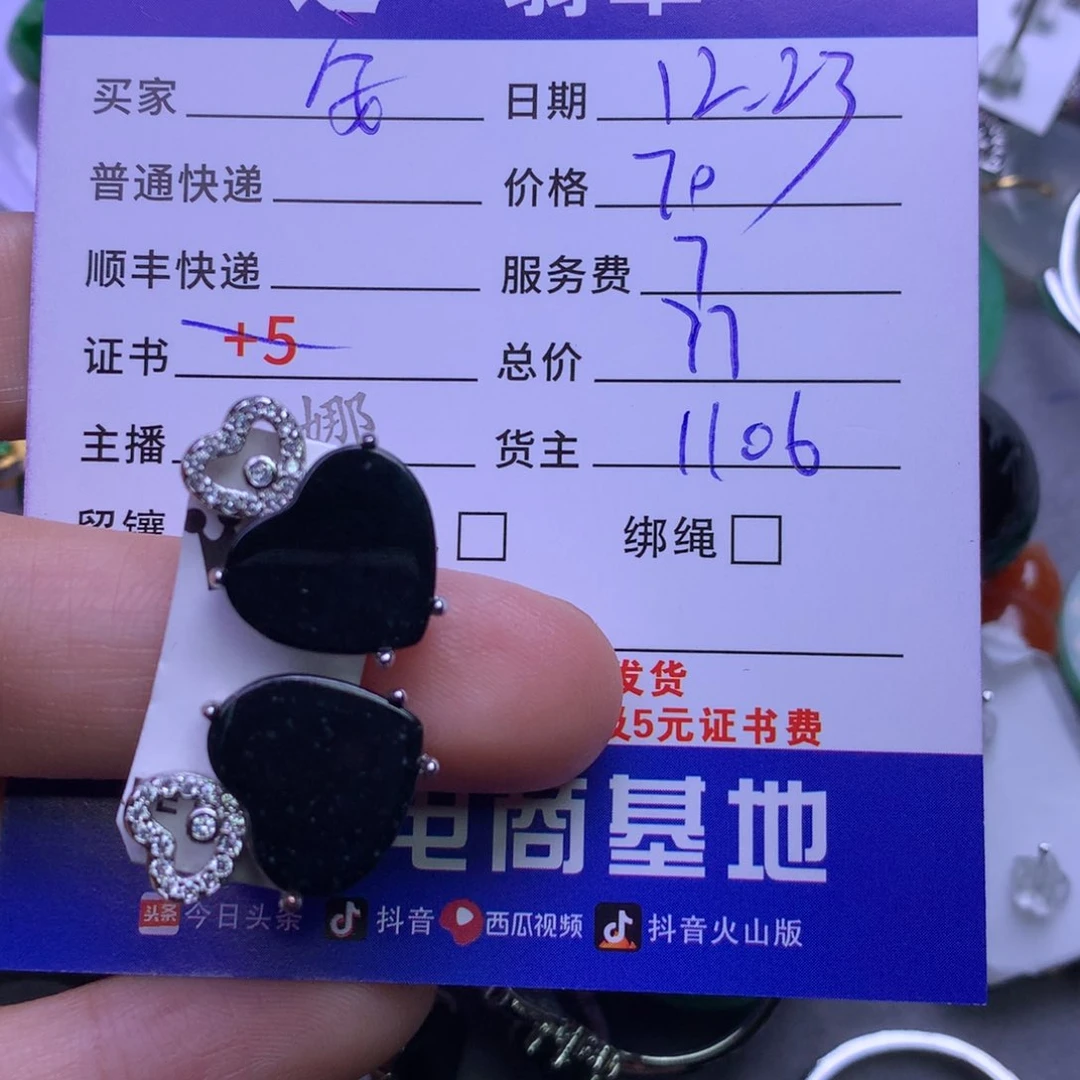 买家 日期 12.23
普通快递 价格 70
顺丰快递 服务费 7
证书 +5 总价 77
主播 娜 货主 1106
留镶 绑绳
发货
及5元证书费
电商基地
头条 今日头条 抖音 西瓜视频 抖音火山版